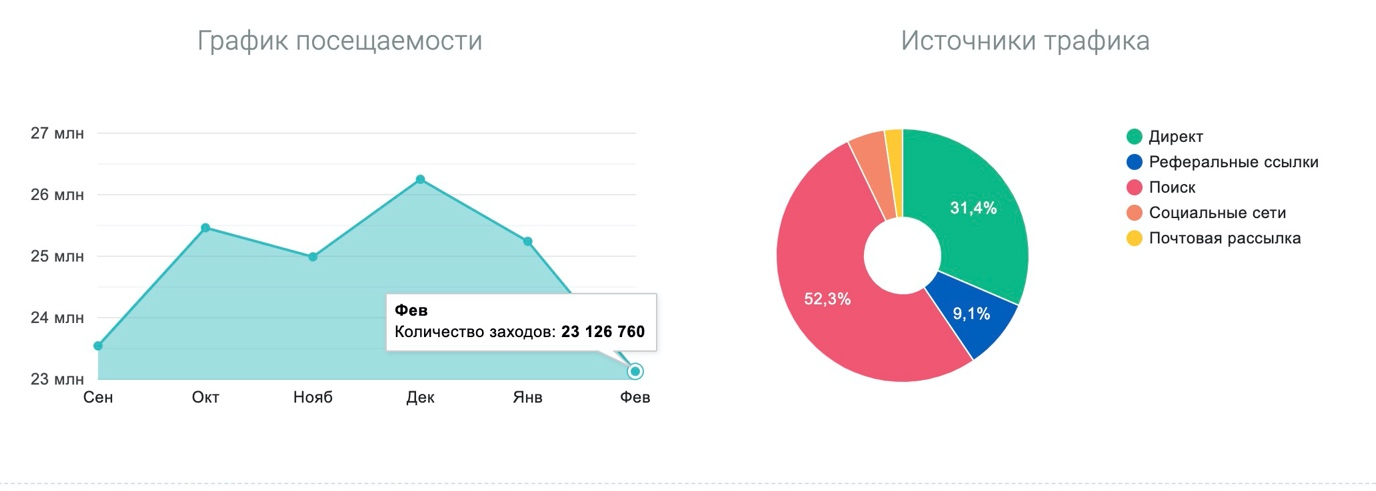 График посещаемости
27 млн
26 млн
25 млн
24 млн
23 млн
Сен Окт Нояб Дек Янв Фев
Фев
Количество заходов: 23 126 760
Источники трафика
31,4%
9,1%
52,3%
Директ
Реферальные ссылки
Поиск
Социальные сети
Почтовая рассылка